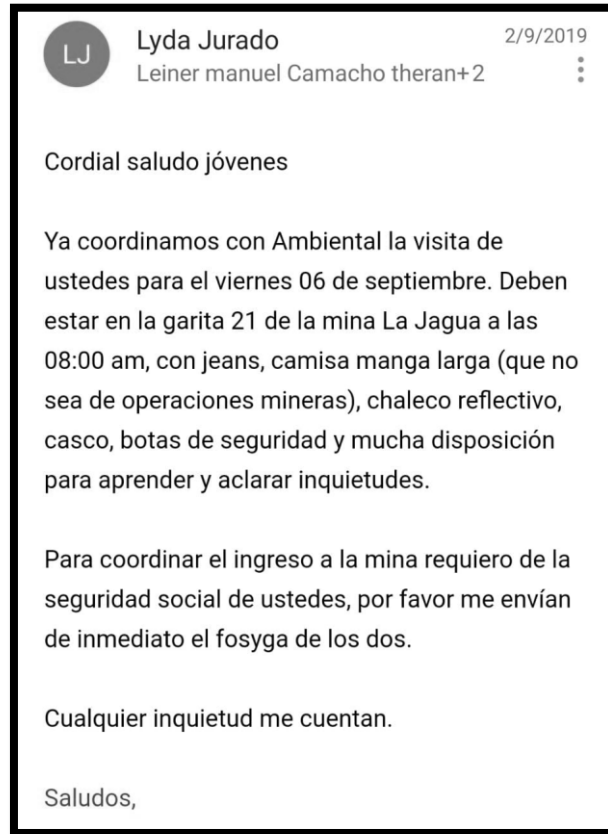 LJ
Lyda Jurado
2/9/2019
Leiner manuel Camacho theran+2
Cordial saludo jóvenes
Ya coordinamos con Ambiental la visita de
ustedes para el viernes 06 de septiembre. Deben
estar en la garita 21 de la mina La Jagua a las
08:00 am, con jeans, camisa manga larga (que no
sea de operaciones mineras), chaleco reflectivo,
casco, botas de seguridad y mucha disposición
para aprender y aclarar inquietudes.
Para coordinar el ingreso a la mina requiero de la
seguridad social de ustedes, por favor me envían
de inmediato el fosyga de los dos.
Cualquier inquietud me cuentan.
Saludos,